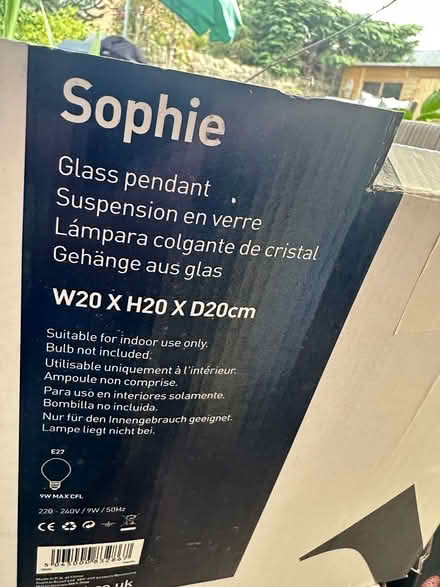 Sophie
Glass pendant
Suspension en verre
Lámpara colgante de cristal
Gehänge aus glas
W20 X H20 X D20cm
Suitable for indoor use only.
Bulb not included.
Utilisable uniquement à l'intérieur.
Ampoule non comprise.
Para uso en interiores solamente.
Bombilla no incluida.
Nur für den Innengebrauch geeignet.
Lampe liegt nicht bei.
E27
9W MAX CFL
220 - 240V / 9W / 50Hz
CE
.uk